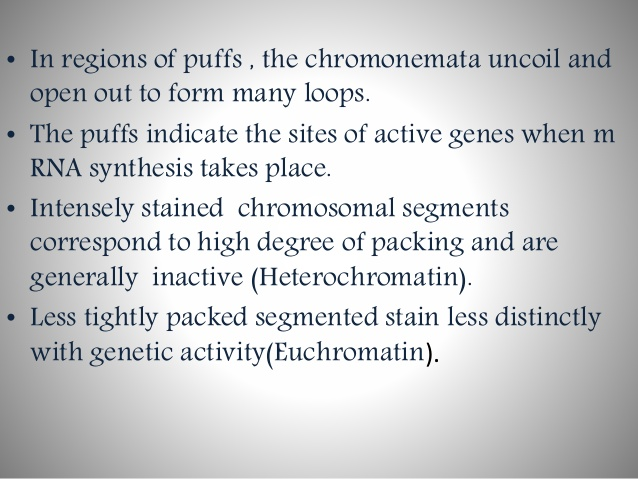 • In regions of puffs , the chromonemata uncoil and
open out to form many loops.
• The puffs indicate the sites of active genes when m
RNA synthesis takes place.
• Intensely stained chromosomal segments
correspond to high degree of packing and are
generally inactive (Heterochromatin).
• Less tightly packed segmented stain less distinctly
with genetic activity(Euchromatin).